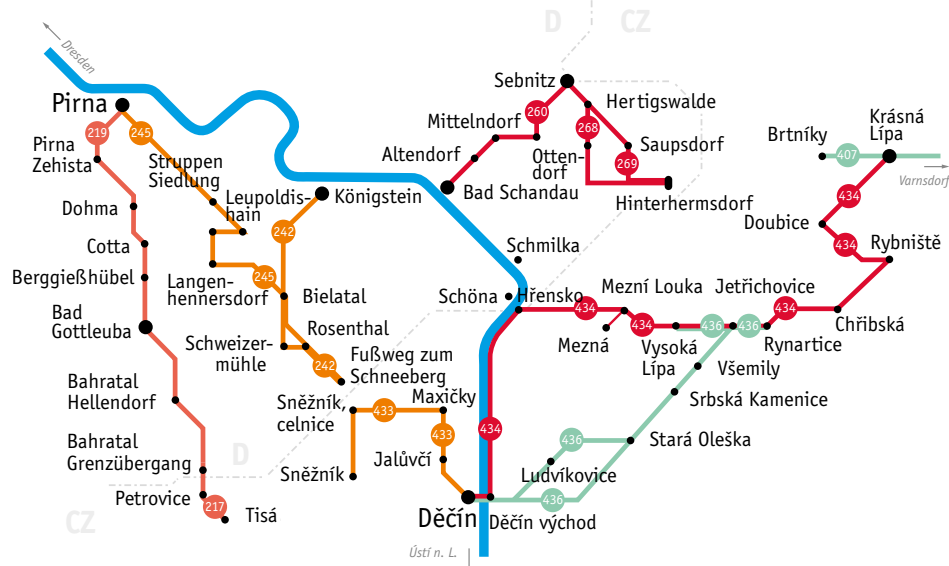 D
CZ
Dresden
Sebnitz
Hertigswalde
Krásná
Lípa
Pirna
260
Mittelndorf
268
Brtníky
407
219
245
Pirna
Zehista
Struppen
Siedlung
Altendorf
Otten-
dorf
Saupsdorf
269
Varnsdorf
Bad Schandau
Leupoldis-
hain
Königstein
434
Hinterhermsdorf
Dohma
Doubice
242
Cotta
Schmilka
434
Rybniště
Berggießhübel
245
Langen-
hennersdorf
Bielatal
Schöna
Hřensko
434
Mezní Louka
Jetřichovice
434
Bad
Gottleuba
Rosenthal
434
436
436
Chřibská
Schweizer-
mühle
Mezná
Vysoká
Lípa
Rynartice
242
Fußweg zum
Schneeberg
Všemily
Bahratal
Hellendorf
Sněžník,
celnice
433
Maxičky
Srbská Kamenice
434
433
436
Stará Oleška
Bahratal
Grenzübergang
D
Jalůvčí
Sněžník
Ludvíkovice
Petrovice
217
436
Tisá
CZ
Děčín
Děčín východ
Ústí n. L.